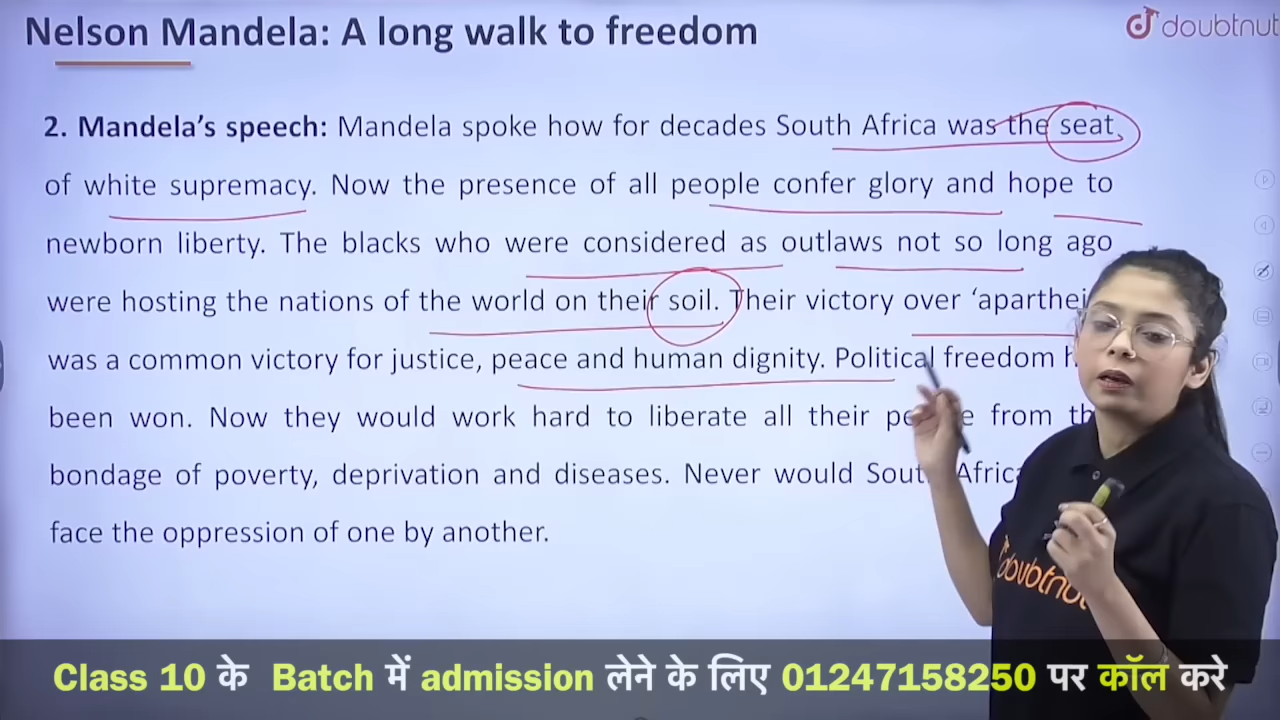 Nelson Mandela: A long walk to freedom
doubtnut
2. Mandela's speech: Mandela spoke how for decades South Africa was the seat
of white supremacy. Now the presence of all people confer glory and hope to
newborn liberty. The blacks who were considered as outlaws not so long ago
were hosting the nations of the world on their soil. Their victory over ‘aparthei
was a common victory for justice, peace and human dignity. Political freedom h
been won. Now they would work hard to liberate all their pe e from th
bondage of poverty, deprivation and diseases. Never would Sout Africa
face the oppression of one by another.
doubtnut
Class 10 के Batch में admission लेने के लिए 01247158250 पर कॉल करे